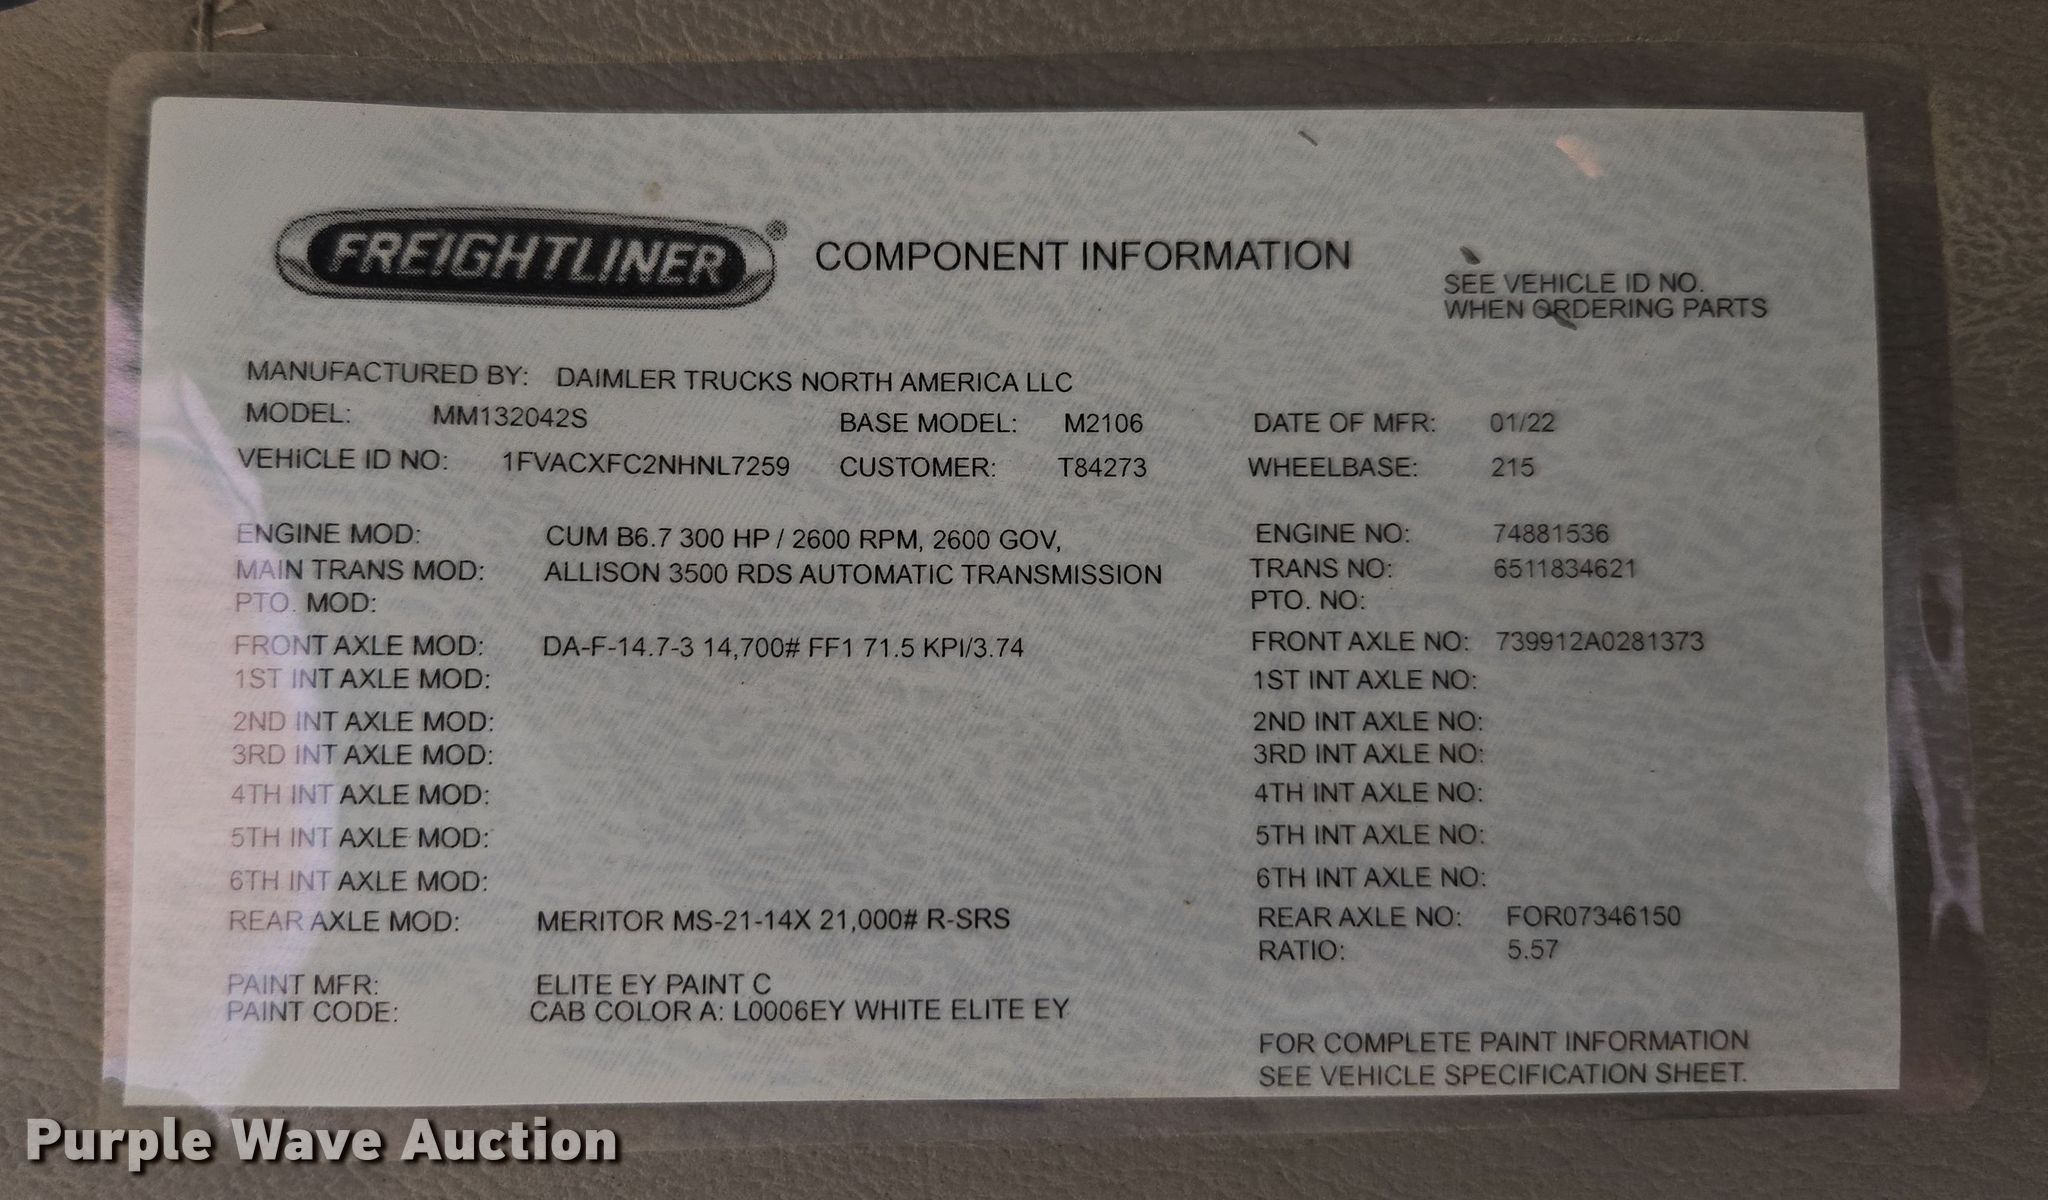 FREIGHTLINER® COMPONENT INFORMATION
SEE VEHICLE ID NO.
WHEN ORDERING PARTS
MANUFACTURED BY: DAIMLER TRUCKS NORTH AMERICA LLC
MODEL: MM132042S BASE MODEL: M2106 DATE OF MFR: 01/22
VEHICLE ID NO: 1FVACXFC2NHNL7259 CUSTOMER: T84273 WHEELBASE: 215
ENGINE MOD: CUM B6.7 300 HP / 2600 RPM, 2600 GOV, ENGINE NO: 74881536
MAIN TRANS MOD: ALLISON 3500 RDS AUTOMATIC TRANSMISSION TRANS NO: 6511834621
PTO. MOD: PTO. NO:
FRONT AXLE MOD: DA-F-14.7-3 14,700# FF1 71.5 KPI/3.74 FRONT AXLE NO: 739912A0281373
1ST INT AXLE MOD: 1ST INT AXLE NO:
2ND INT AXLE MOD: 2ND INT AXLE NO:
3RD INT AXLE MOD: 3RD INT AXLE NO:
4TH INT AXLE MOD: 4TH INT AXLE NO:
5TH INT AXLE MOD: 5TH INT AXLE NO:
6TH INT AXLE MOD: 6TH INT AXLE NO:
REAR AXLE MOD: MERITOR MS-21-14X 21,000# R-SRS REAR AXLE NO: FOR07346150
RATIO: 5.57
PAINT MFR: ELITE EY PAINT C
PAINT CODE: CAB COLOR A: L0006EY WHITE ELITE EY
FOR COMPLETE PAINT INFORMATION
SEE VEHICLE SPECIFICATION SHEET.
Purple Wave Auction